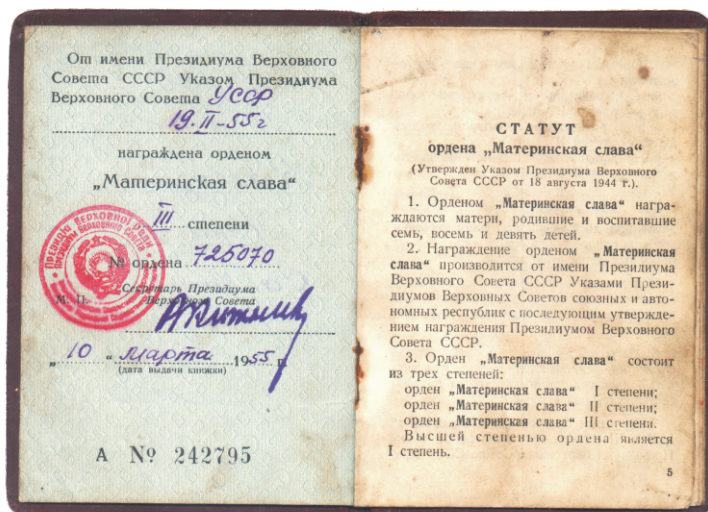 От имени Президиума Верховного
Совета СССР Указом Президиума
Верховного Совета УССР
19.II-55г
награждена орденом
„Материнская слава“
III степени
№ ордена 725070
Секретарь Президиума
М. П. Верховного Совета
„10“ марта 1955 г.
(дата выдачи книжки)
А № 242795
СТАТУТ
ордена „Материнская слава“
(Утвержден Указом Президиума Верховного
Совета СССР от 18 августа 1944 г.).
1. Орденом „Материнская слава“ награ-
ждаются матери, родившие и воспитавшие
семь, восемь и девять детей.
2. Награждение орденом „Материнская
слава“ производится от имени Президиума
Верховного Совета СССР Указами Прези-
диумов Верховных Советов союзных и авто-
номных республик с последующим утвержде-
нием награждения Президиумом Верховного
Совета СССР.
3. Орден „Материнская слава“ состоит
из трех степеней:
орден „Материнская слава“ I степени;
орден „Материнская слава“ II степени;
орден „Материнская слава“ III степени.
Высшей степенью ордена является
I степень.
5